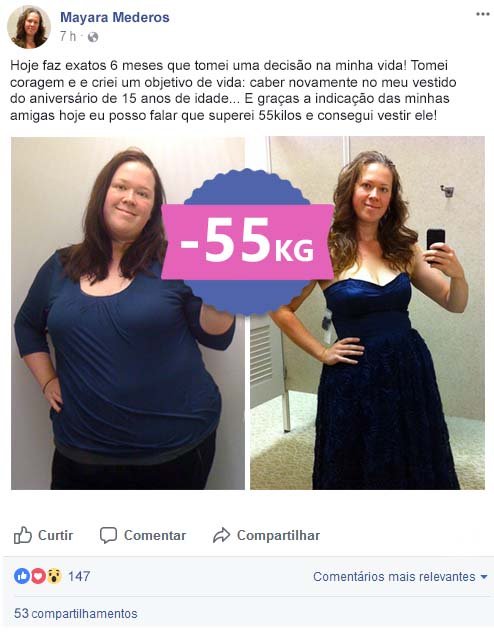 Mayara Mederos
7 h ·
Hoje faz exatos 6 meses que tomei uma decisão na minha vida! Tomei
coragem e e criei um objetivo de vida: caber novamente no meu vestido
do aniversário de 15 anos de idade... E graças a indicação das minhas
amigas hoje eu posso falar que superei 55kilos e consegui vestir ele!
-55KG
Curtir Comentar Compartilhar
147 Comentários mais relevantes
53 compartilhamentos